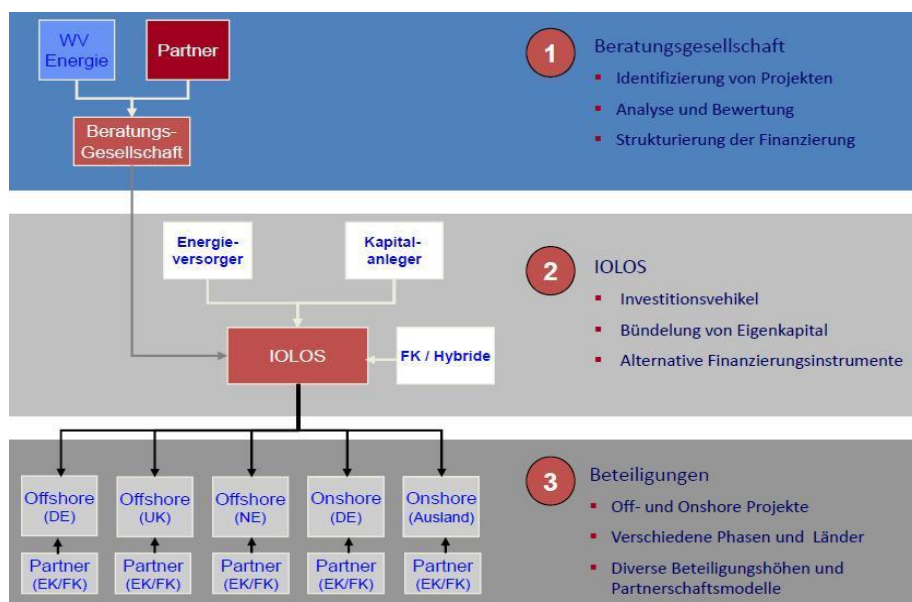 WV
Energie
Partner
Beratungs-
Gesellschaft
1
Beratungsgesellschaft
Identifizierung von Projekten
Analyse und Bewertung
Strukturierung der Finanzierung
Energie-
versorger
Kapital-
anleger
IOLOS
FK / Hybride
2
IOLOS
Investitionsvehikel
Bündelung von Eigenkapital
Alternative Finanzierungsinstrumente
Offshore
(DE)
Offshore
(UK)
Offshore
(NE)
Onshore
(DE)
Onshore
(Ausland)
Partner
(EK/FK)
Partner
(EK/FK)
Partner
(EK/FK)
Partner
(EK/FK)
Partner
(EK/FK)
3
Beteiligungen
Off- und Onshore Projekte
Verschiedene Phasen und Länder
Diverse Beteiligungshöhen und
Partnerschaftsmodelle